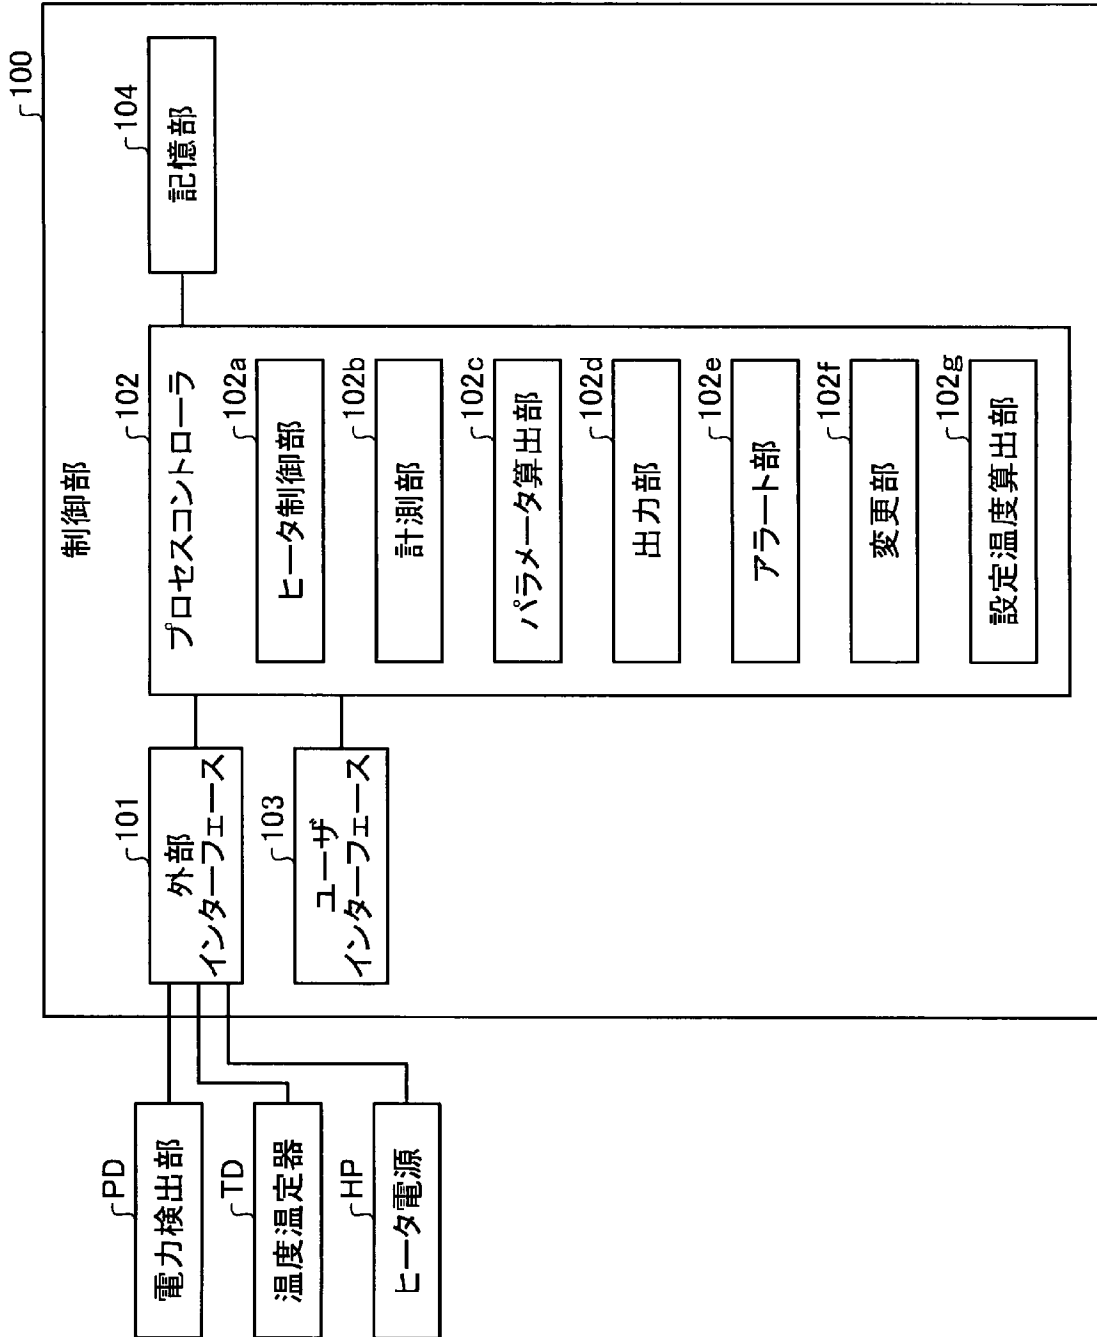 100
制御部
PD
電力検出部
TD
温度温定器
HP
ヒータ電源
101
外部
インターフェース
103
ユーザ
インターフェース
102
プロセスコントローラ
102a
ヒータ制御部
102b
計測部
102c
パラメータ算出部
102d
出力部
102e
アラート部
102f
変更部
102g
設定温度算出部
104
記憶部